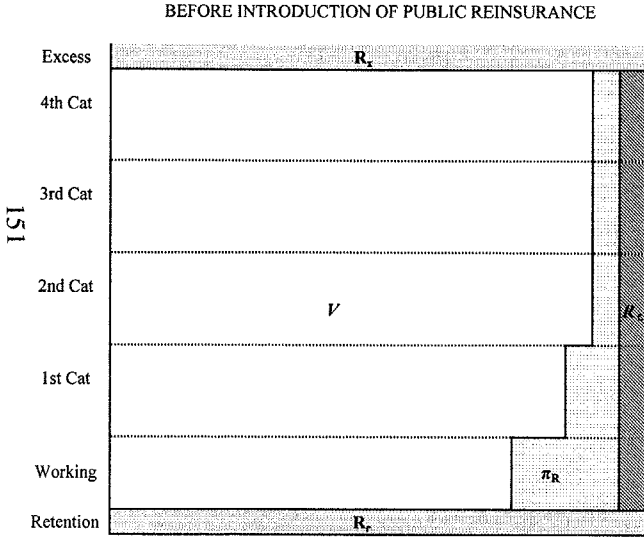 BEFORE INTRODUCTION OF PUBLIC REINSURANCE
Excess
Rx
4th Cat
3rd Cat
151
2nd Cat
V
Rc
1st Cat
Working
πR
Retention
Rr